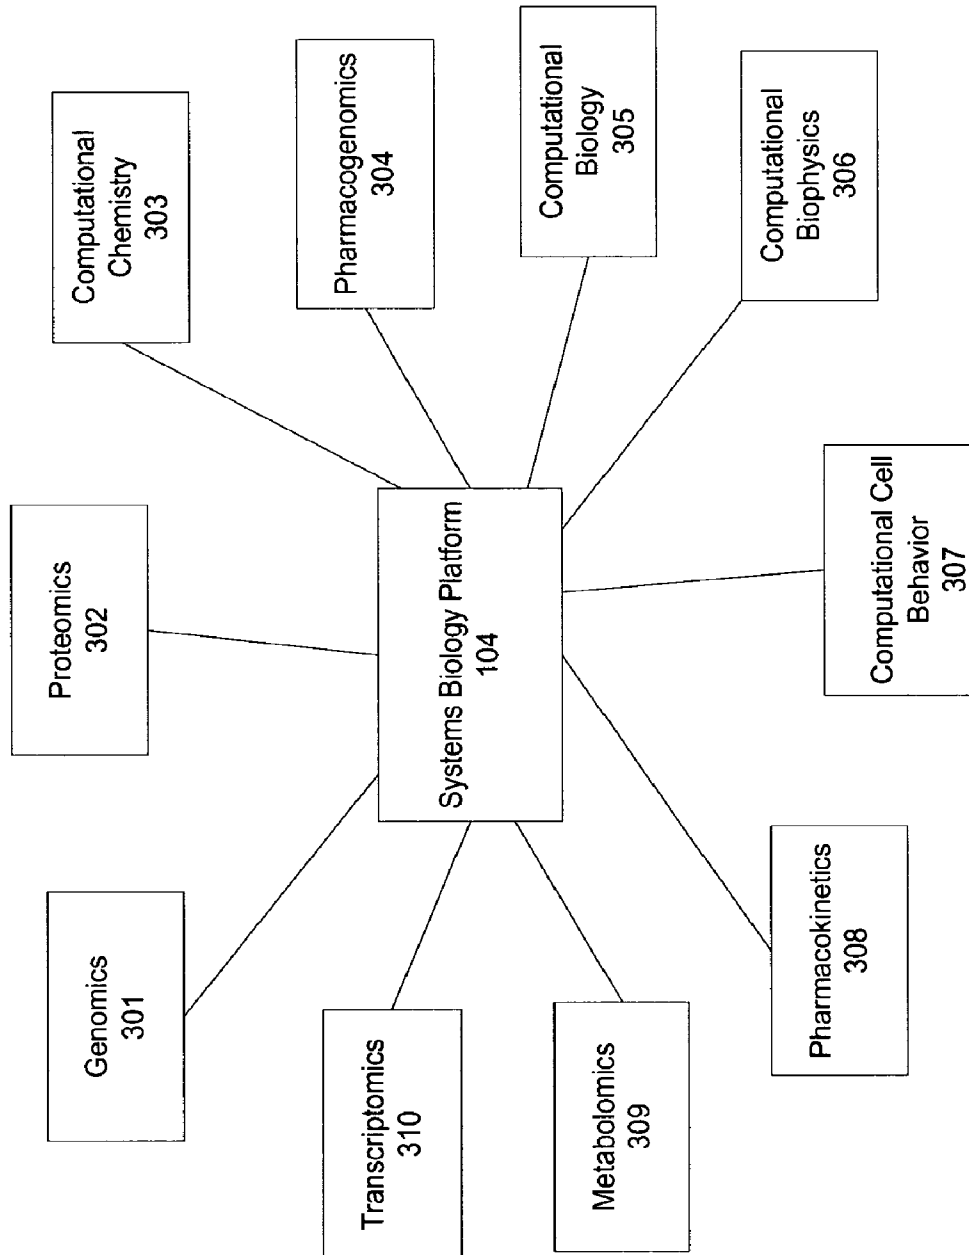 Genomics
301
Proteomics
302
Computational
Chemistry
303
Pharmacogenomics
304
Computational
Biology
305
Computational
Biophysics
306
Computational Cell
Behavior
307
Pharmacokinetics
308
Metabolomics
309
Transcriptomics
310
Systems Biology Platform
104